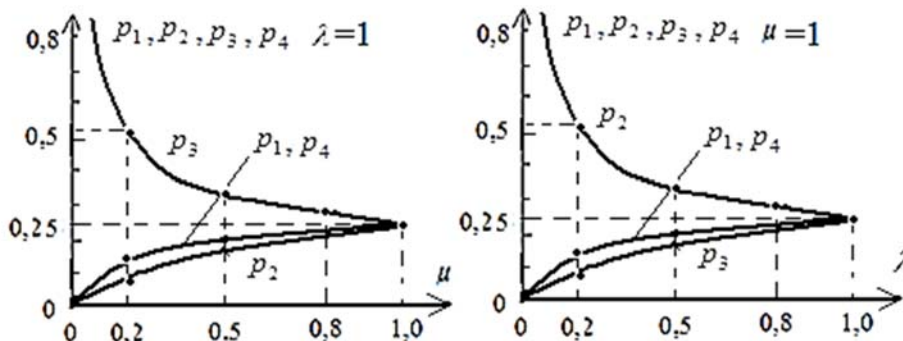 0,8
p₁, p₂, p₃, p₄ λ=1
0,5
p₃
p₁, p₄
0,25
p₂
μ
0
0 0,2 0,5 0,8 1,0
0,8
p₁, p₂, p₃, p₄ μ=1
p₂
0,5
p₁, p₄
0,25
p₃
λ
0
0 0,2 0,5 0,8 1,0